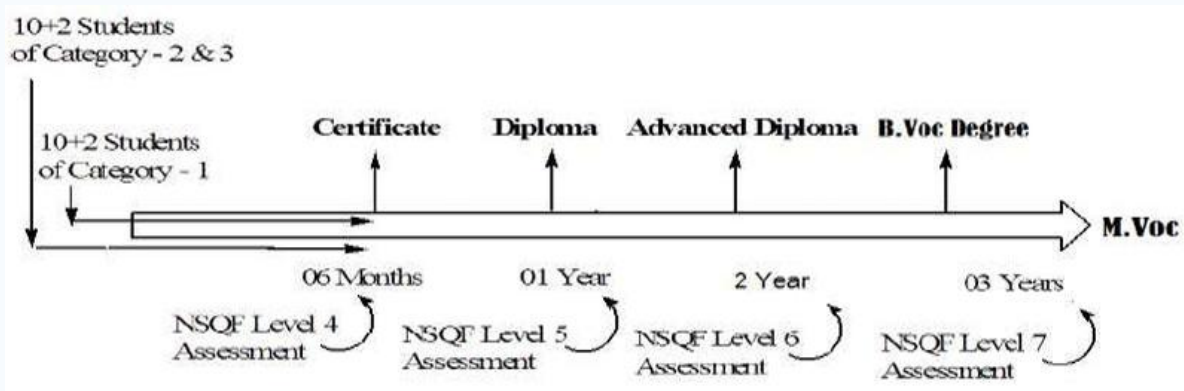 10+2 Students
of Category - 2 & 3
10+2 Students
of Category - 1
Certificate
Diploma
Advanced Diploma
B.Voc Degree
M.Voc
06 Months
01 Year
2 Year
03 Years
NSQF Level 4
Assessment
NSQF Level 5
Assessment
NSQF Level 6
Assessment
NSQF Level 7
Assessment